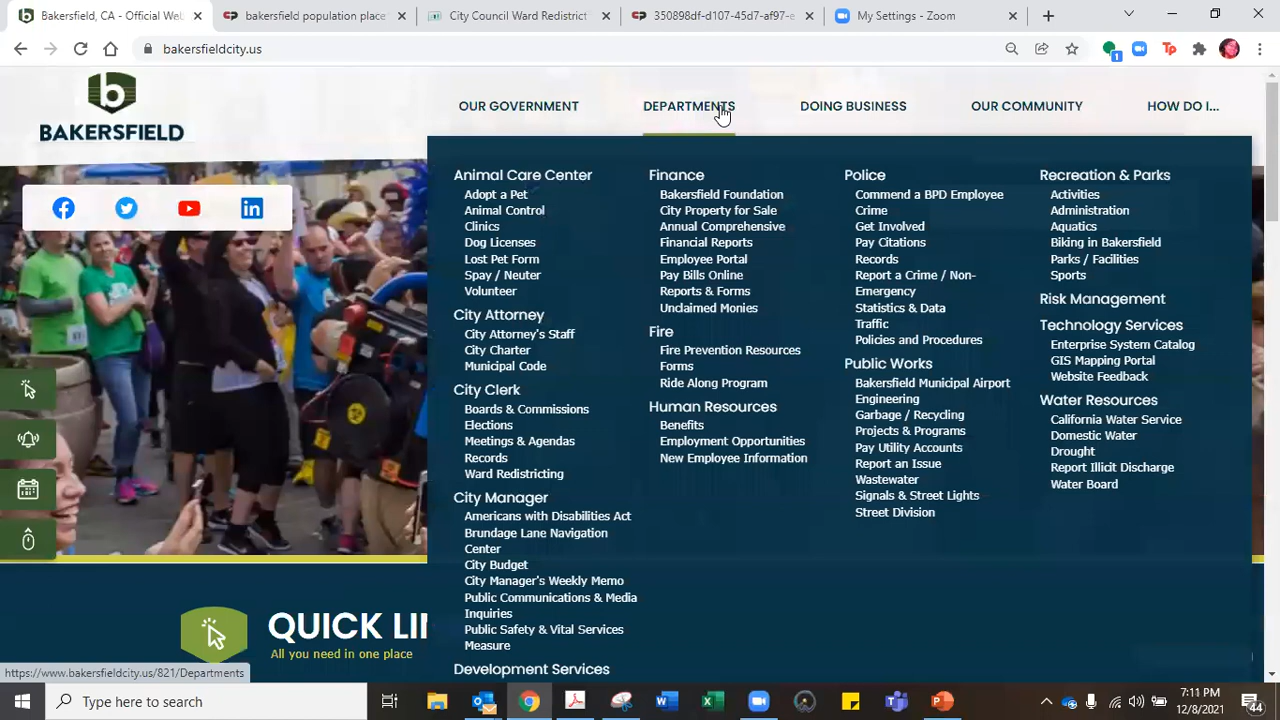 Bakersfield, CA - Official Web
bakersfield population place
City Council Ward Redistricti
350898df-d107-45d7-af97-e
My Settings - Zoom
bakersfieldcity.us
1
b
BAKERSFIELD
OUR GOVERNMENT
DEPARTMENTS
DOING BUSINESS
OUR COMMUNITY
HOW DO I...
Animal Care Center
Adopt a Pet
Animal Control
Clinics
Dog Licenses
Lost Pet Form
Spay / Neuter
Volunteer
City Attorney
City Attorney's Staff
City Charter
Municipal Code
City Clerk
Boards & Commissions
Elections
Meetings & Agendas
Records
Ward Redistricting
City Manager
Americans with Disabilities Act
Brundage Lane Navigation
Center
City Budget
City Manager's Weekly Memo
Public Communications & Media
Inquiries
Public Safety & Vital Services
Measure
Development Services
Finance
Bakersfield Foundation
City Property for Sale
Annual Comprehensive
Financial Reports
Employee Portal
Pay Bills Online
Reports & Forms
Unclaimed Monies
Fire
Fire Prevention Resources
Forms
Ride Along Program
Human Resources
Benefits
Employment Opportunities
New Employee Information
Police
Commend a BPD Employee
Crime
Get Involved
Pay Citations
Records
Report a Crime / Non-
Emergency
Statistics & Data
Traffic
Policies and Procedures
Public Works
Bakersfield Municipal Airport
Engineering
Garbage / Recycling
Projects & Programs
Pay Utility Accounts
Report an Issue
Wastewater
Signals & Street Lights
Street Division
Recreation & Parks
Activities
Administration
Aquatics
Biking in Bakersfield
Parks / Facilities
Sports
Risk Management
Technology Services
Enterprise System Catalog
GIS Mapping Portal
Website Feedback
Water Resources
California Water Service
Domestic Water
Drought
Report Illicit Discharge
Water Board
QUICK LIN
All you need in one place
https://www.bakersfieldcity.us/821/Departments
Type here to search
7:11 PM
12/8/2021
44